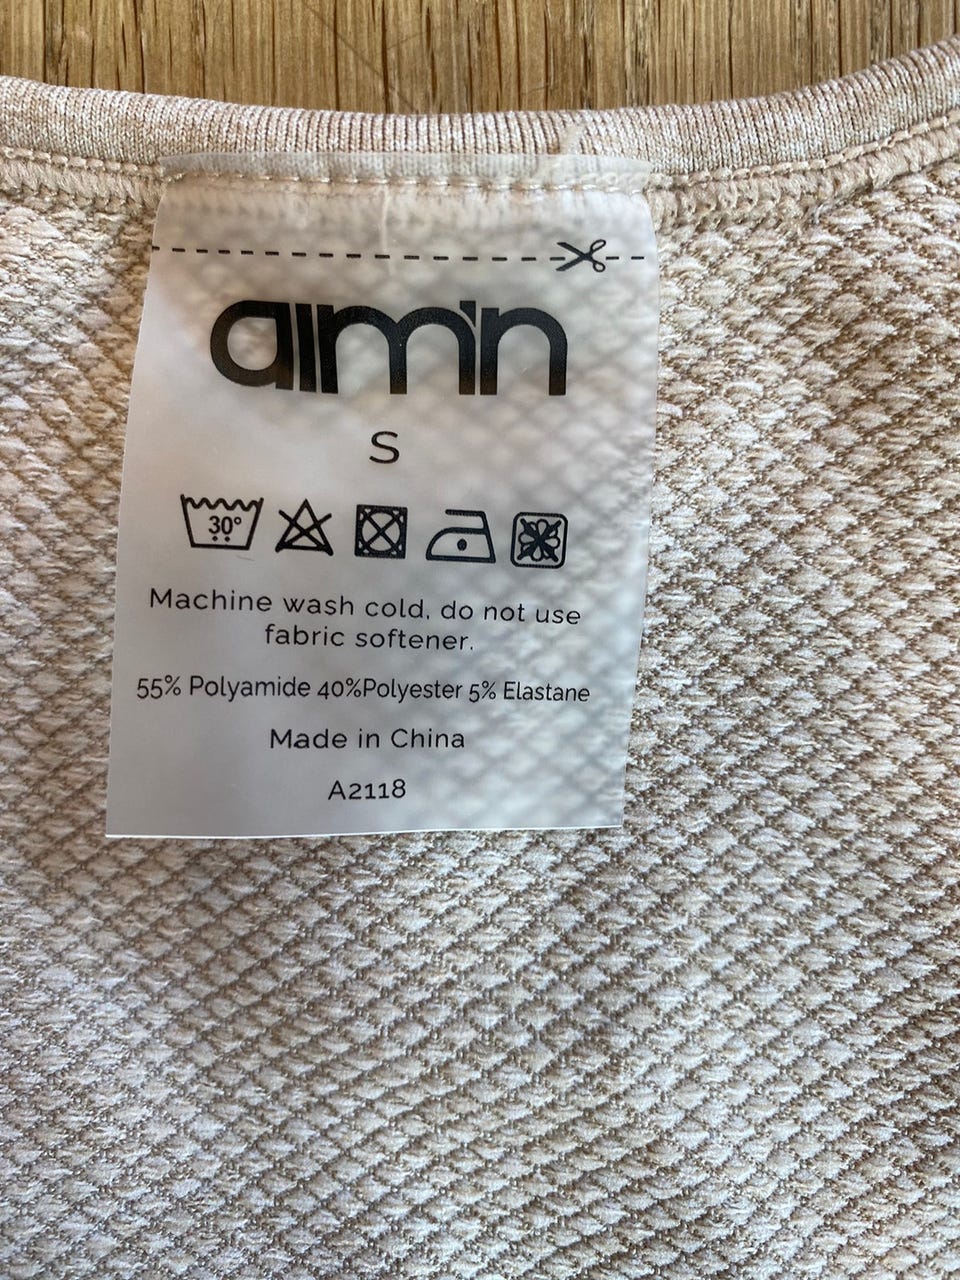 aim'n
S
30°
Machine wash cold, do not use
fabric softener.
55% Polyamide 40%Polyester 5% Elastane
Made in China
A2118